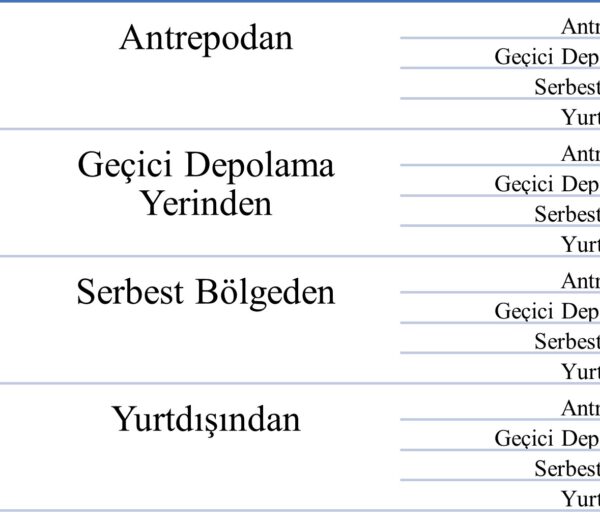 Antrepodan
Antr
Geçici Dep
Serbest
Yurt
Geçici Depolama
Yerinden
Antr
Geçici Dep
Serbest
Yurt
Serbest Bölgeden
Antr
Geçici Dep
Serbest
Yurt
Yurtdışından
Antr
Geçici Dep
Serbest
Yurt